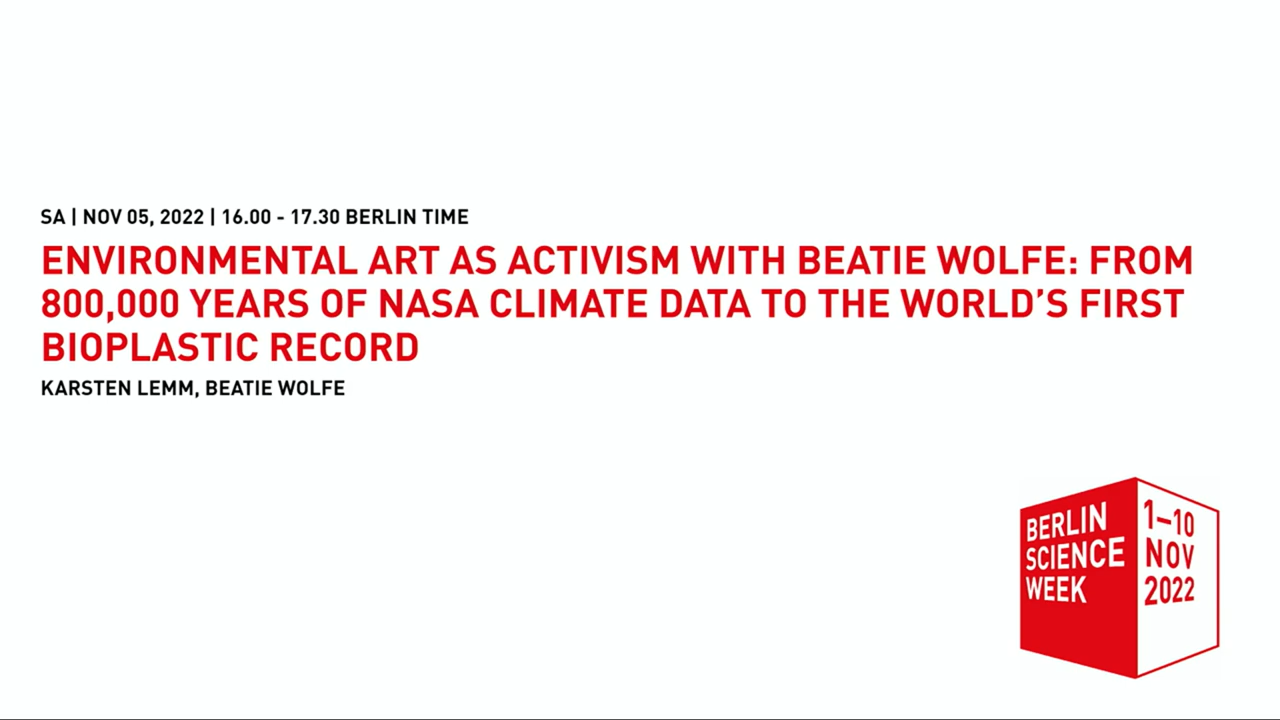 SA | NOV 05, 2022 | 16.00 - 17.30 BERLIN TIME
ENVIRONMENTAL ART AS ACTIVISM WITH BEATIE WOLFE: FROM
800,000 YEARS OF NASA CLIMATE DATA TO THE WORLD'S FIRST
BIOPLASTIC RECORD
KARSTEN LEMM, BEATIE WOLFE
BERLIN
SCIENCE
WEEK
1–10
NOV
2022